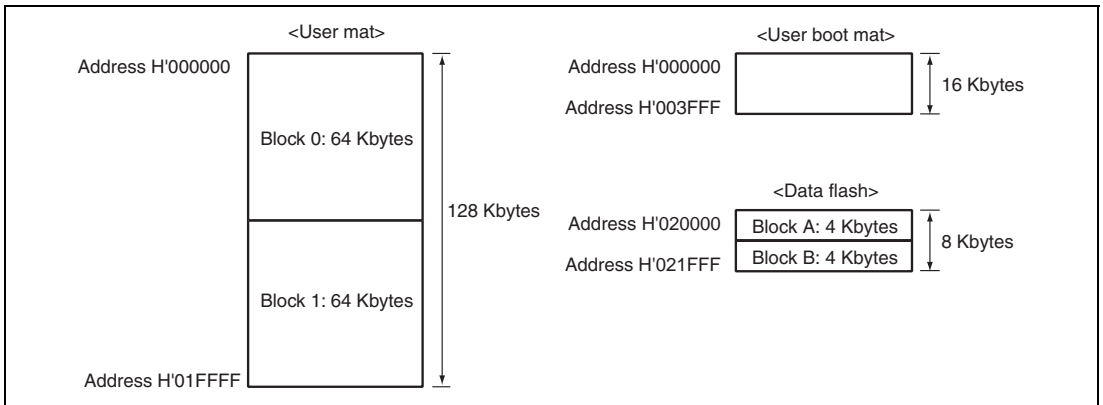 <User mat>
Address H'000000
Block 0: 64 Kbytes
128 Kbytes
Block 1: 64 Kbytes
Address H'01FFFF
<User boot mat>
Address H'000000
16 Kbytes
Address H'003FFF
<Data flash>
Address H'020000
Block A: 4 Kbytes
8 Kbytes
Address H'021FFF
Block B: 4 Kbytes